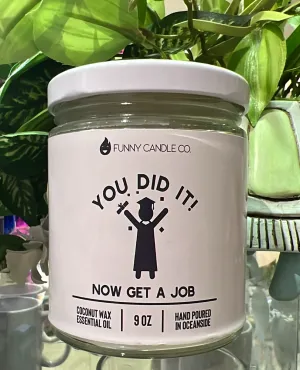 FUNNY CANDLE CO.
YOU DID IT!
NOW GET A JOB
COCONUT WAX
ESSENTIAL OIL
9 OZ
HAND POURED
IN OCEANSIDE